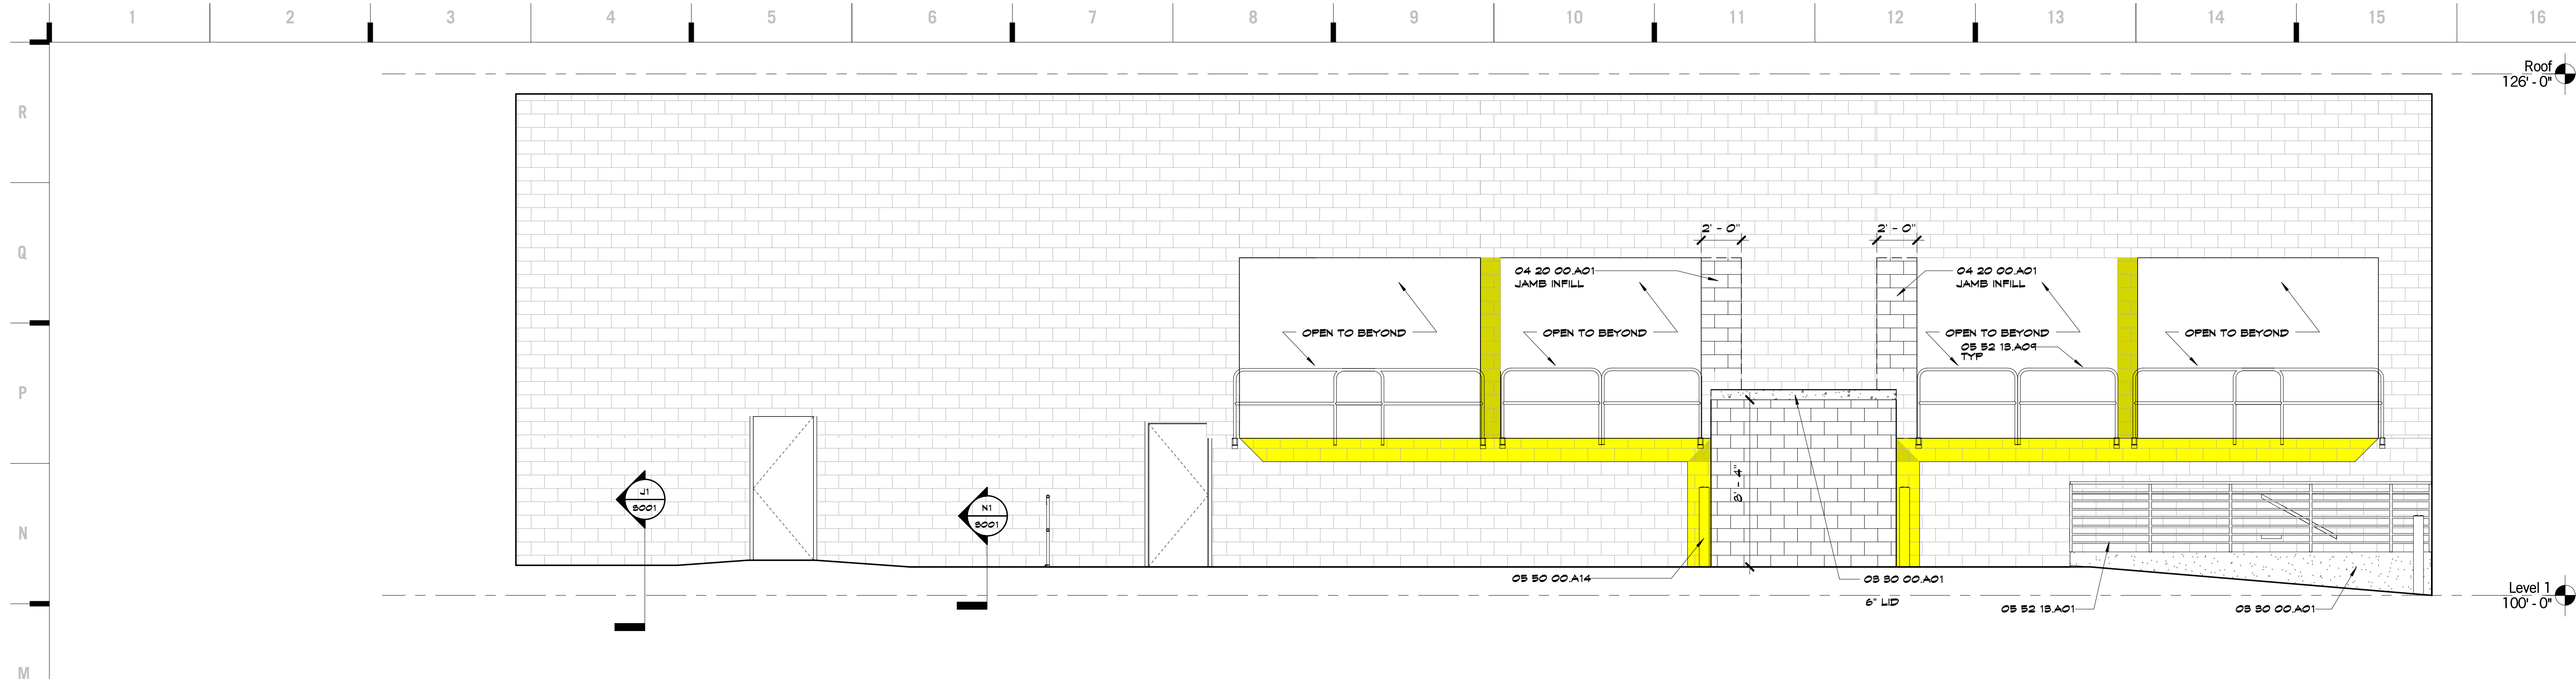 1 2 3 4 5 6 7 8 9 10 11 12 13 14 15 16
Roof
126' - 0"
R
2' - 0" 2' - 0"
Q
04 20 00.A01
JAMB INFILL
04 20 00.A01
JAMB INFILL
OPEN TO BEYOND
OPEN TO BEYOND
OPEN TO BEYOND
OPEN TO BEYOND
05 52 13.A09
TYP
P
8' - 4"
J1
S001
N1
S001
N
05 50 00.A14
03 30 00.A01
6" LID
05 52 13.A01
03 30 00.A01
Level 1
100' - 0"
M